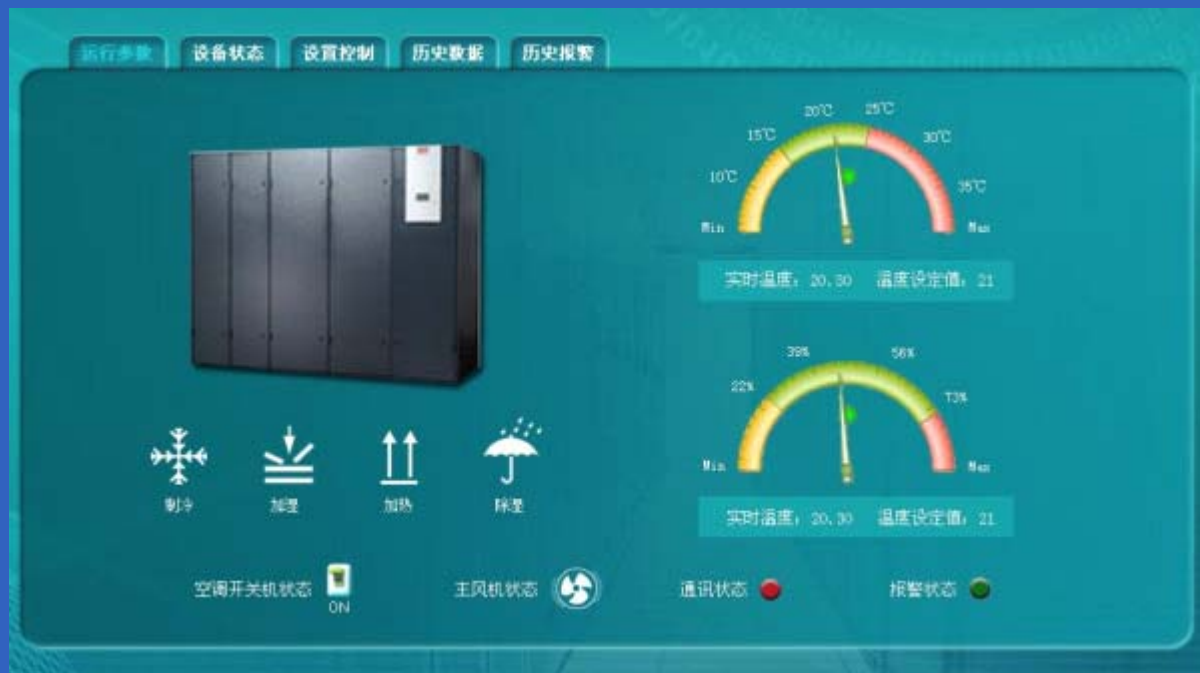 运行参数 设备状态 设置控制 历史数据 历史报警
20℃ 25℃
15℃ 30℃
10℃ 35℃
Min Max
实时温度：20.30 温度设定值：21
39% 56%
22% 73%
Min Max
实时温度：20.30 温度设定值：21
制冷 加湿 加热 除湿
空调开关机状态 ON 主风机状态 通讯状态 报警状态